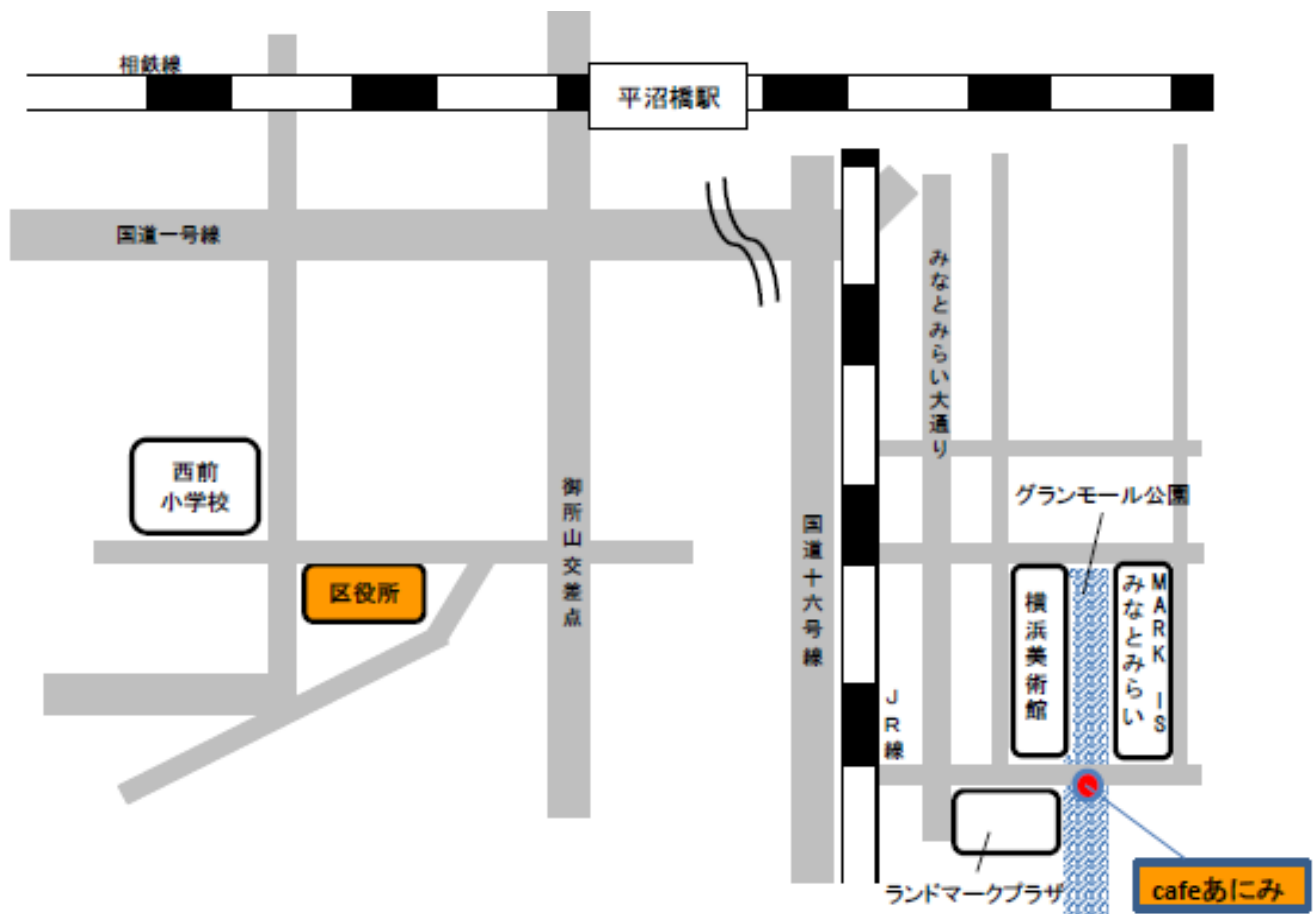 相鉄線
平沼橋駅
国道一号線
みなとみらい大通り
西前
小学校
御所山交差点
国道十六号線
グランモール公園
区役所
横浜美術館
MARK IS
みなとみらい
JR線
ランドマークプラザ
cafeあにみ